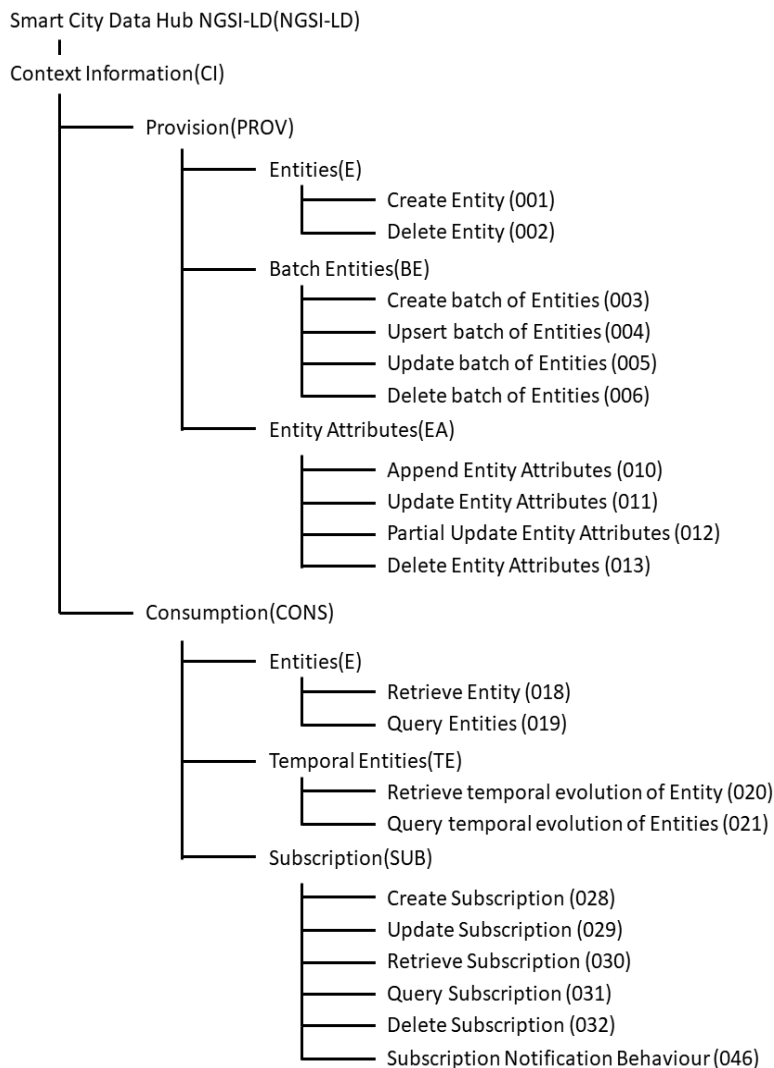 Smart City Data Hub NGSI-LD(NGSI-LD)
Context Information(CI)
Provision(PROV)
Entities(E)
Create Entity (001)
Delete Entity (002)
Batch Entities(BE)
Create batch of Entities (003)
Upsert batch of Entities (004)
Update batch of Entities (005)
Delete batch of Entities (006)
Entity Attributes(EA)
Append Entity Attributes (010)
Update Entity Attributes (011)
Partial Update Entity Attributes (012)
Delete Entity Attributes (013)
Consumption(CONS)
Entities(E)
Retrieve Entity (018)
Query Entities (019)
Temporal Entities(TE)
Retrieve temporal evolution of Entity (020)
Query temporal evolution of Entities (021)
Subscription(SUB)
Create Subscription (028)
Update Subscription (029)
Retrieve Subscription (030)
Query Subscription (031)
Delete Subscription (032)
Subscription Notification Behaviour (046)